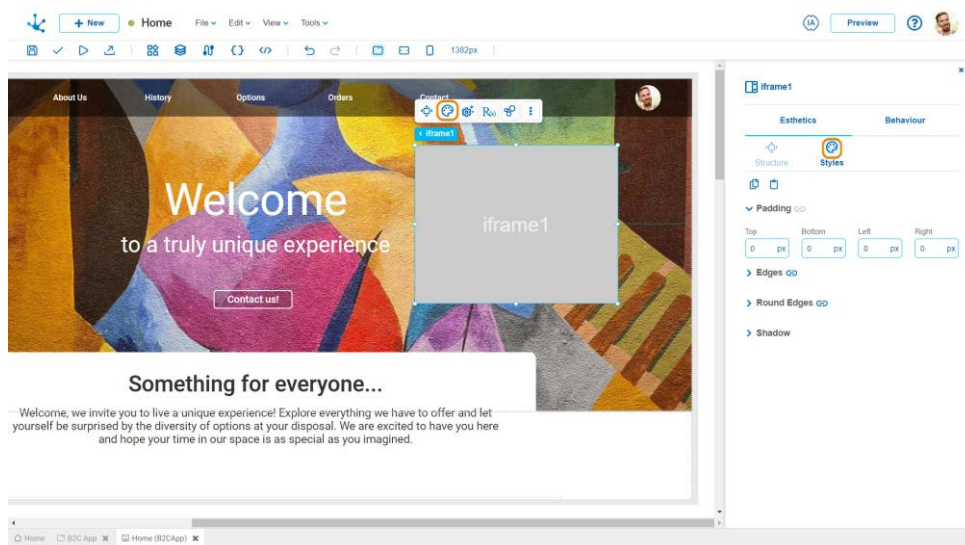 + New
Home
File
Edit
View
Tools
IA
Preview
?
1382px
About Us
History
Options
Orders
Contact
R(x)
< iframe1
Welcome
to a truly unique experience
Contact us!
iframe1
Something for everyone...
Welcome, we invite you to live a unique experience! Explore everything we have to offer and let
yourself be surprised by the diversity of options at your disposal. We are excited to have you here
and hope your time in our space is as special as you imagined.
iframe1
Esthetics
Behaviour
Structure
Styles
Padding
Top
Bottom
Left
Right
0 px
0 px
0 px
0 px
Edges
Round Edges
Shadow
Home
B2C App
Home (B2CApp)